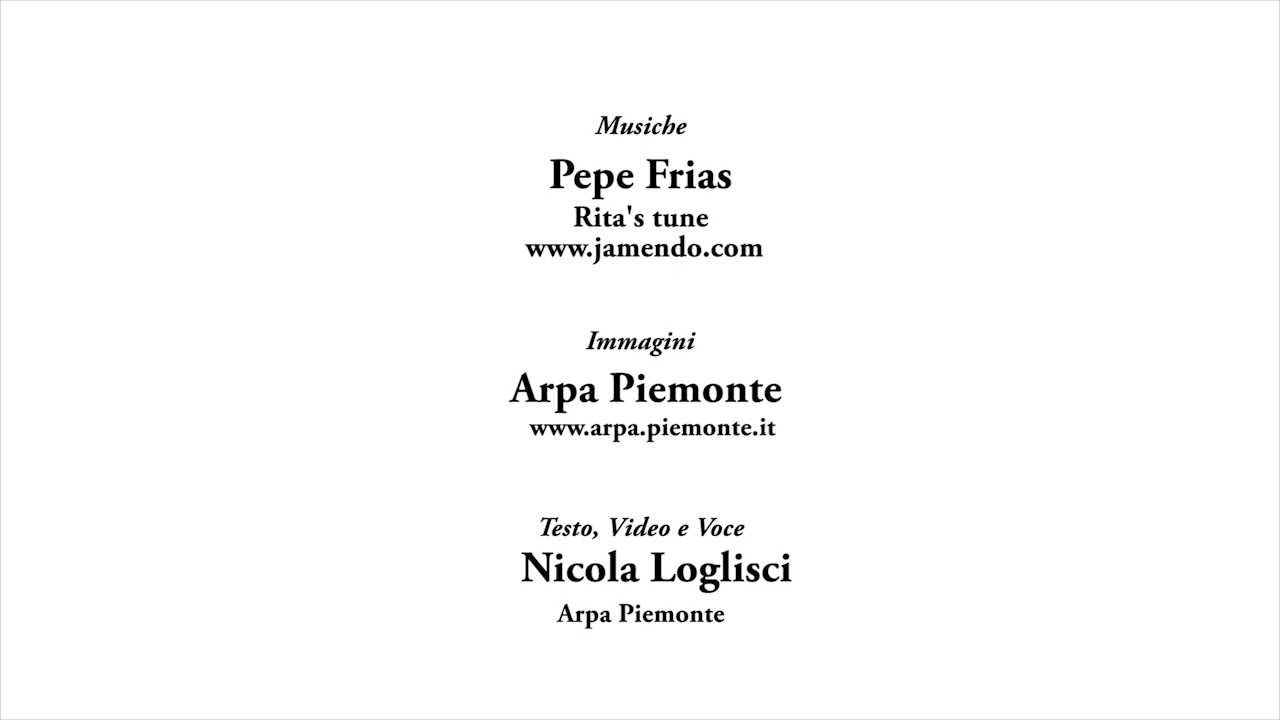 Musiche
Pepe Frias
Rita's tune
www.jamendo.com
Immagini
Arpa Piemonte
www.arpa.piemonte.it
Testo, Video e Voce
Nicola Loglisci
Arpa Piemonte